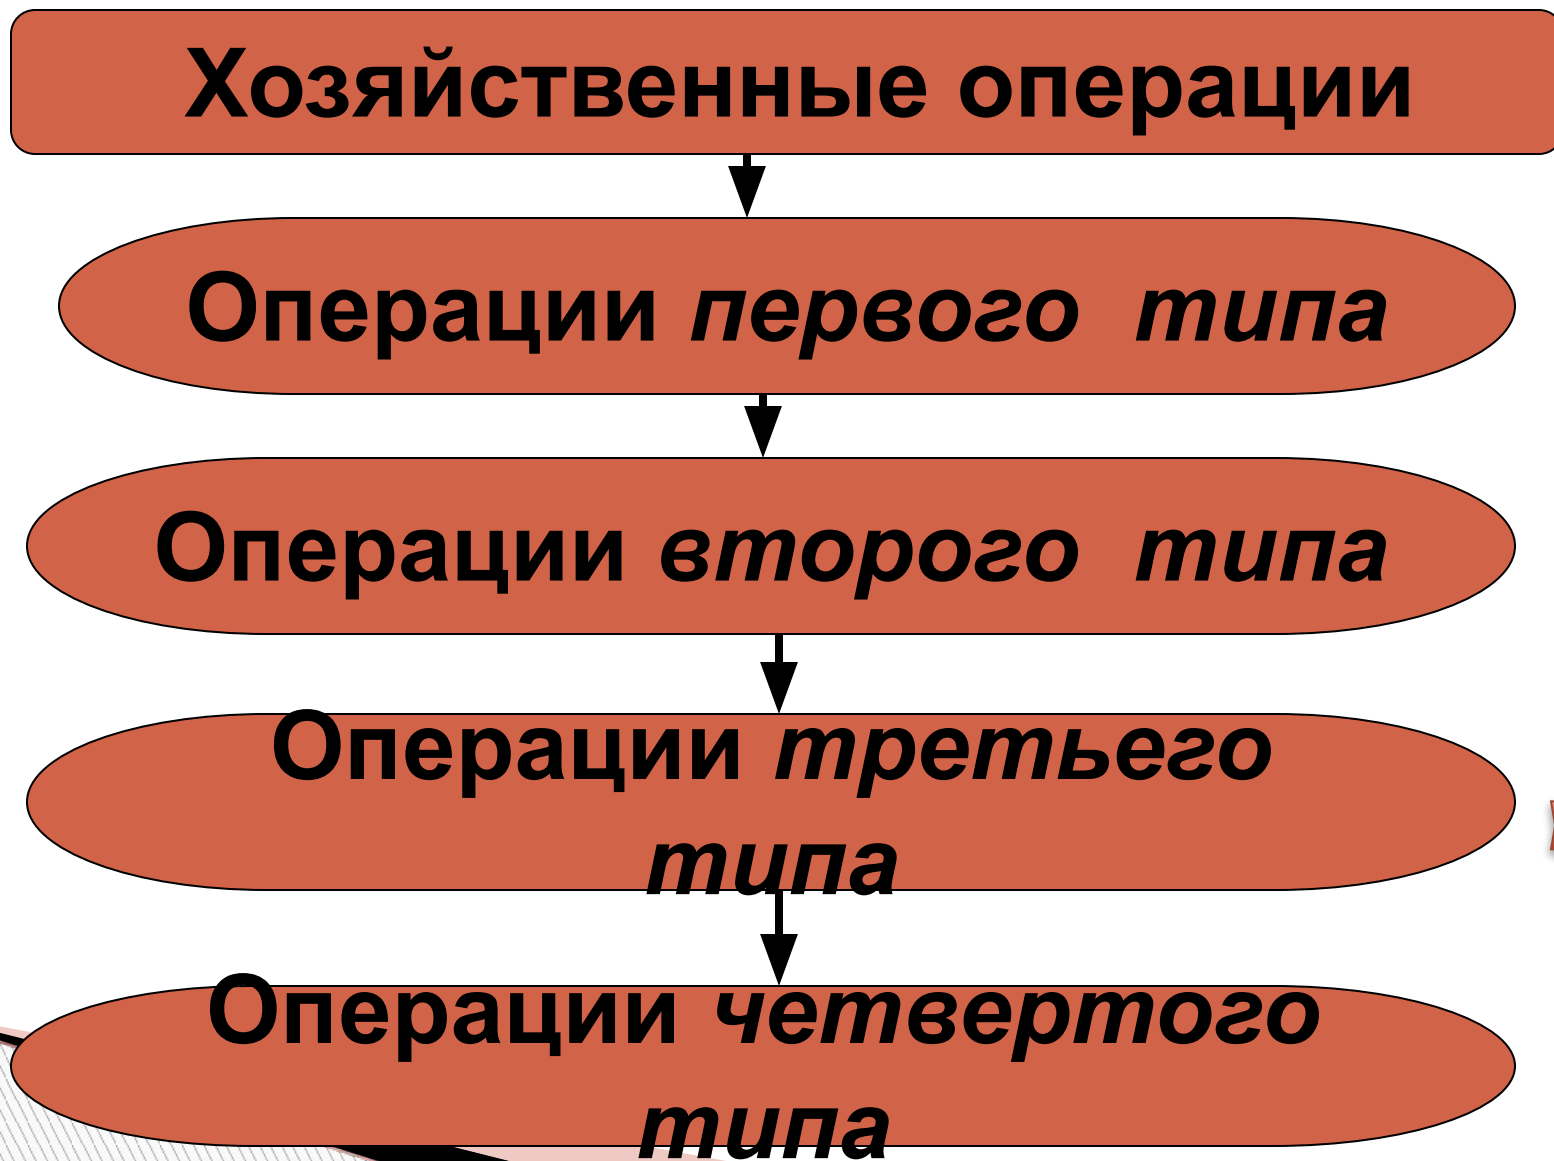 Хозяйственные операции
Операции первого типа
Операции второго типа
Операции третьего
типа
Операции четвертого
типа